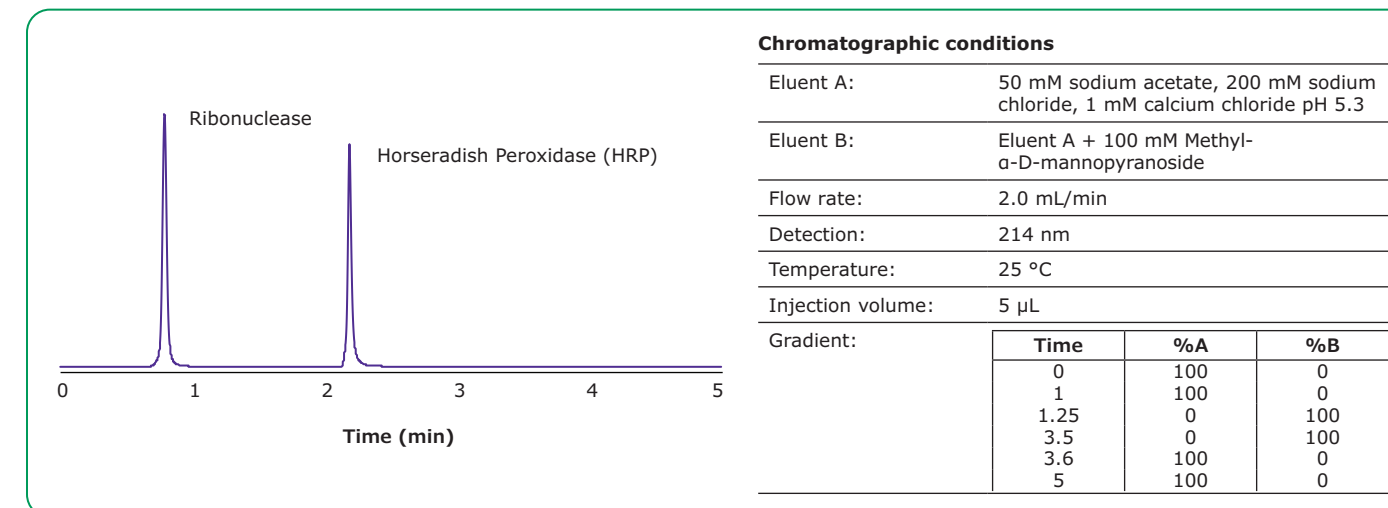 Ribonuclease
Horseradish Peroxidase (HRP)
0 1 2 3 4 5
Time (min)
Chromatographic conditions
Eluent A: 50 mM sodium acetate, 200 mM sodium
chloride, 1 mM calcium chloride pH 5.3
Eluent B: Eluent A + 100 mM Methyl-
α-D-mannopyranoside
Flow rate: 2.0 mL/min
Detection: 214 nm
Temperature: 25 °C
Injection volume: 5 µL
Gradient:
Time %A %B
0 100 0
1 100 0
1.25 0 100
3.5 0 100
3.6 100 0
5 100 0